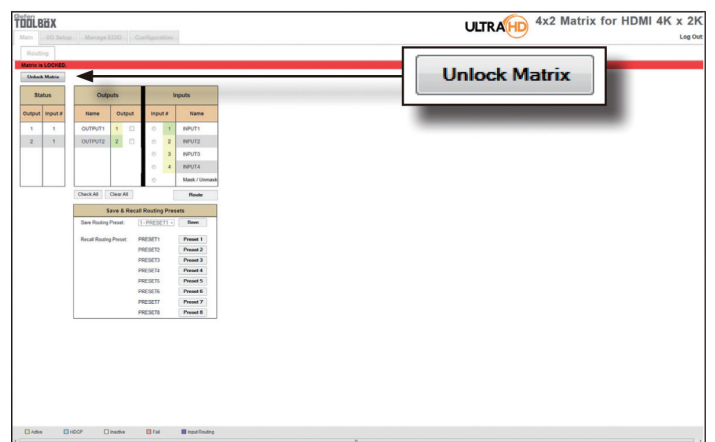 Gefen
TOOLBOX
ULTRA HD
4x2 Matrix for HDMI 4K x 2K
Main I/O Setup Manage EDID Configuration
Log Out
Routing
Matrix is LOCKED.
Unlock Matrix
Unlock Matrix
Status Outputs Inputs
Output Input # Name Output Input # Name
1 1 OUTPUT1 1 1 INPUT1
2 1 OUTPUT2 2 2 INPUT2
3 INPUT3
4 INPUT4
Mask / Unmask
Check All Clear All Route
Save & Recall Routing Presets
Save Routing Preset: 1 - PRESET1 Save
Recall Routing Preset: PRESET1 Preset 1
PRESET2 Preset 2
PRESET3 Preset 3
PRESET4 Preset 4
PRESET5 Preset 5
PRESET6 Preset 6
PRESET7 Preset 7
PRESET8 Preset 8
Active HDCP Inactive Fail Input Routing